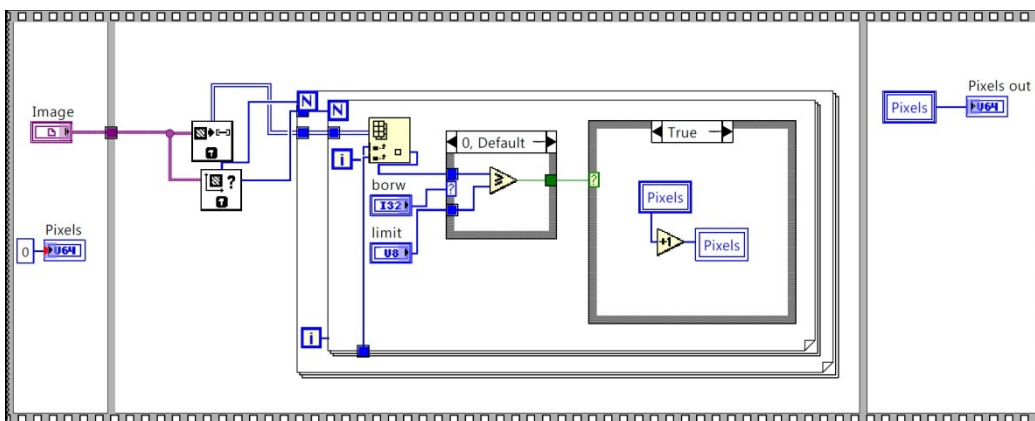 Image
Pixels
0
U64
N
N
i
borw
I32
limit
U8
i
0, Default
?
True
?
Pixels
+1
Pixels
Pixels
Pixels out
U64
?